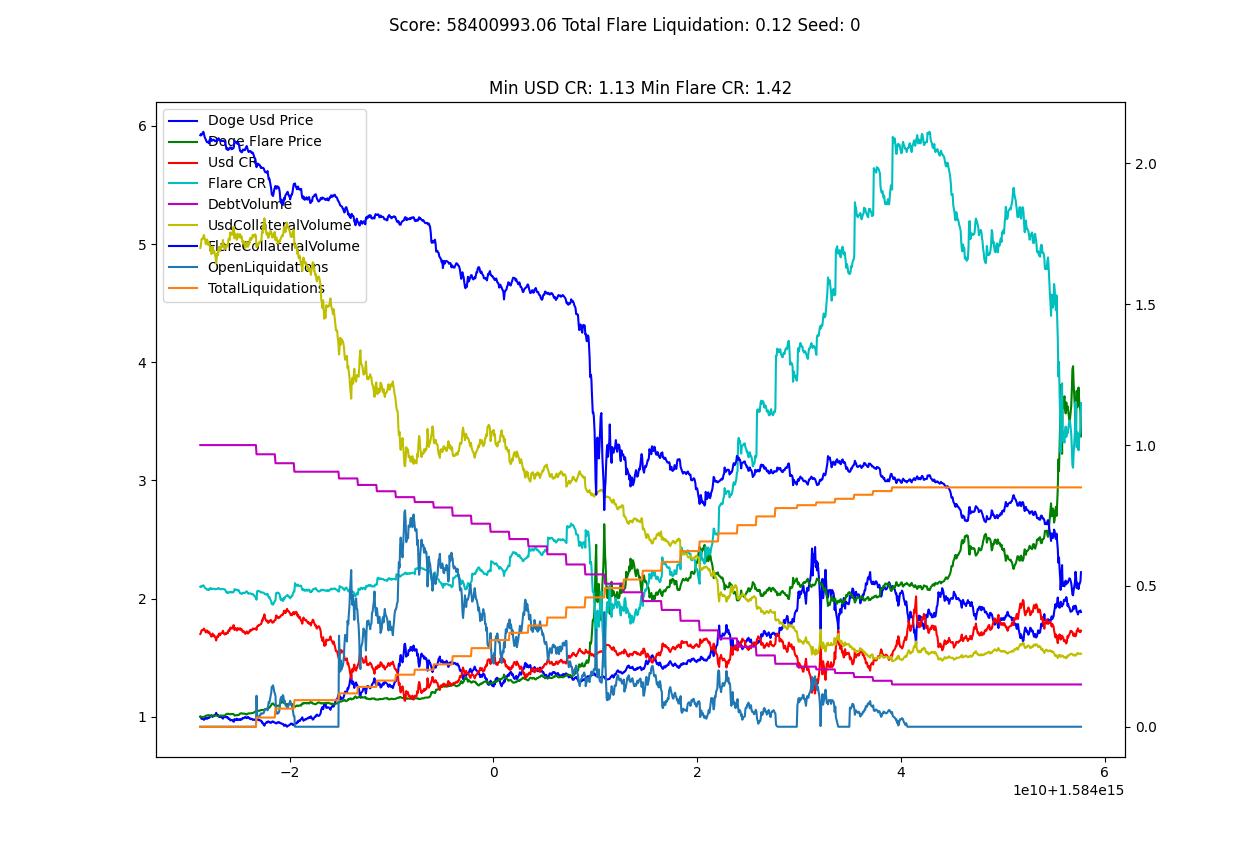 Score: 58400993.06 Total Flare Liquidation: 0.12 Seed: 0
Min USD CR: 1.13 Min Flare CR: 1.42
Doge Usd Price
Doge Flare Price
Usd CR
Flare CR
DebtVolume
UsdCollateralVolume
FlareCollateralVolume
OpenLiquidations
TotalLiquidations
6
5
4
3
2
1
2.0
1.5
1.0
0.5
0.0
−2
0
2
4
6
1e10+1.584e15